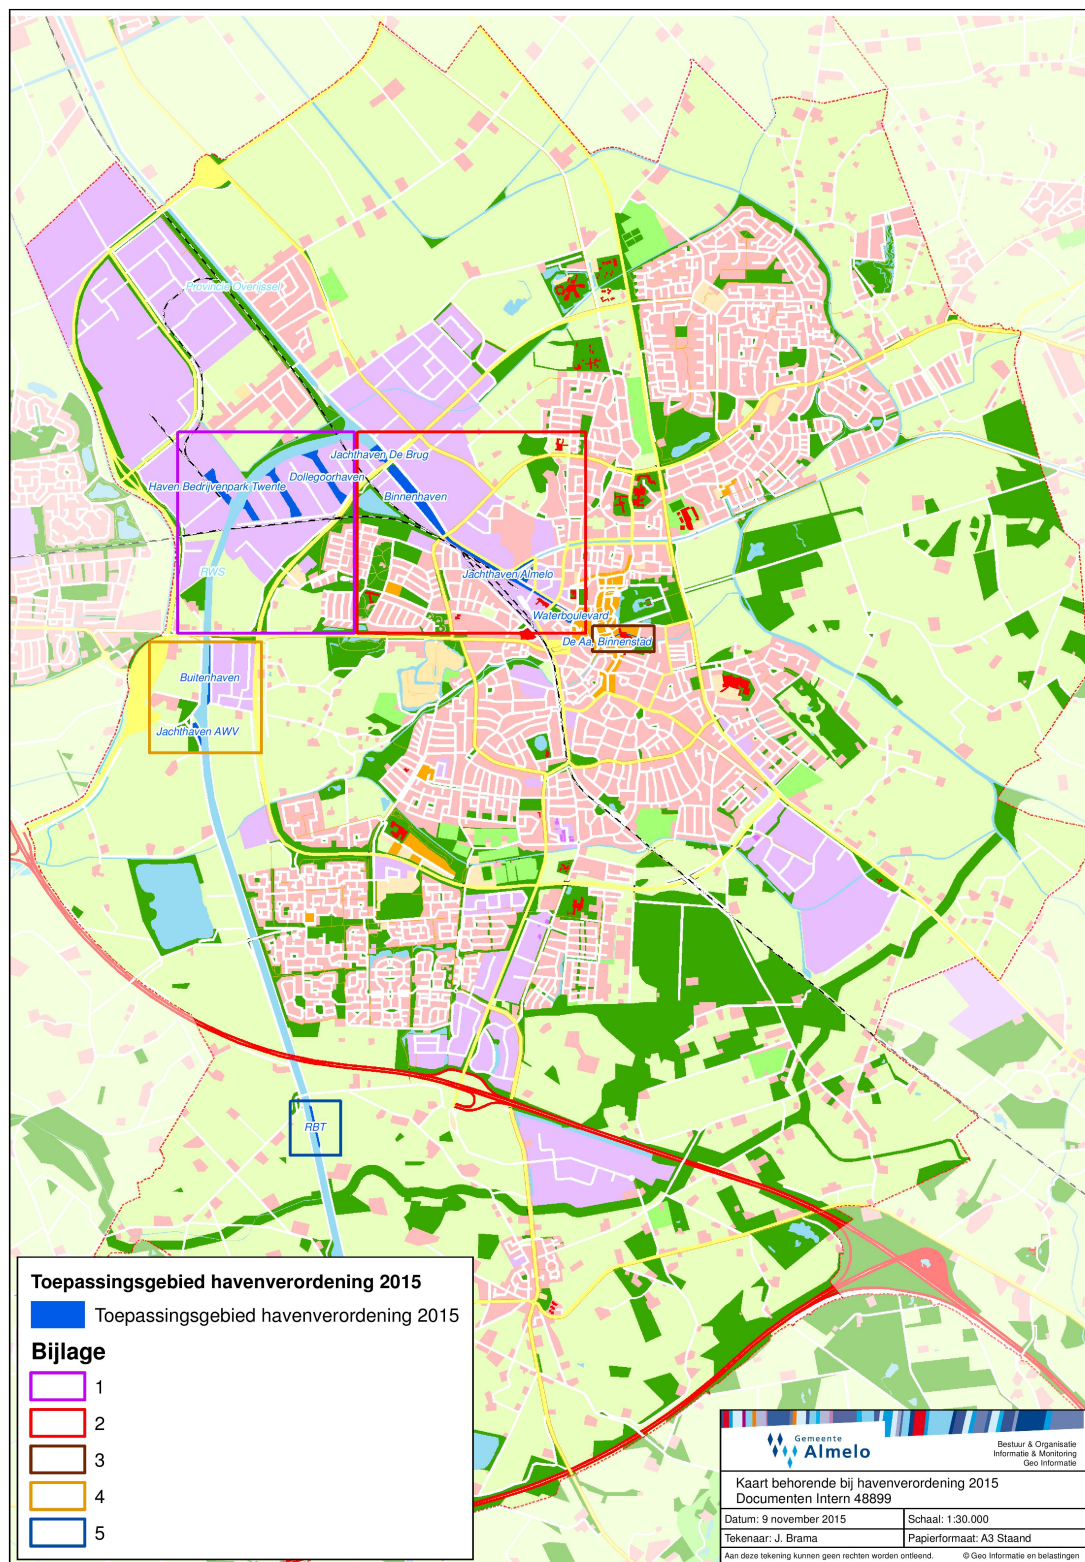 Provincie Overijssel
Jachthaven De Brug
Haven Bedrijvenpark Twente
Dollegoorhaven
Binnenhaven
RWS
Jachthaven Almelo
Waterboulevard
De Aa, Binnenstad
Buitenhaven
Jachthaven AWV
RBT
Toepassingsgebied havenverordening 2015
Toepassingsgebied havenverordening 2015
Bijlage
1
2
3
4
5
Gemeente
Almelo
Bestuur & Organisatie
Informatie & Monitoring
Geo Informatie
Kaart behorende bij havenverordening 2015
Documenten Intern 48899
Datum: 9 november 2015
Schaal: 1:30.000
Tekenaar: J. Brama
Papierformaat: A3 Staand
Aan deze tekening kunnen geen rechten worden ontleend.
© Geo Informatie en belastingen